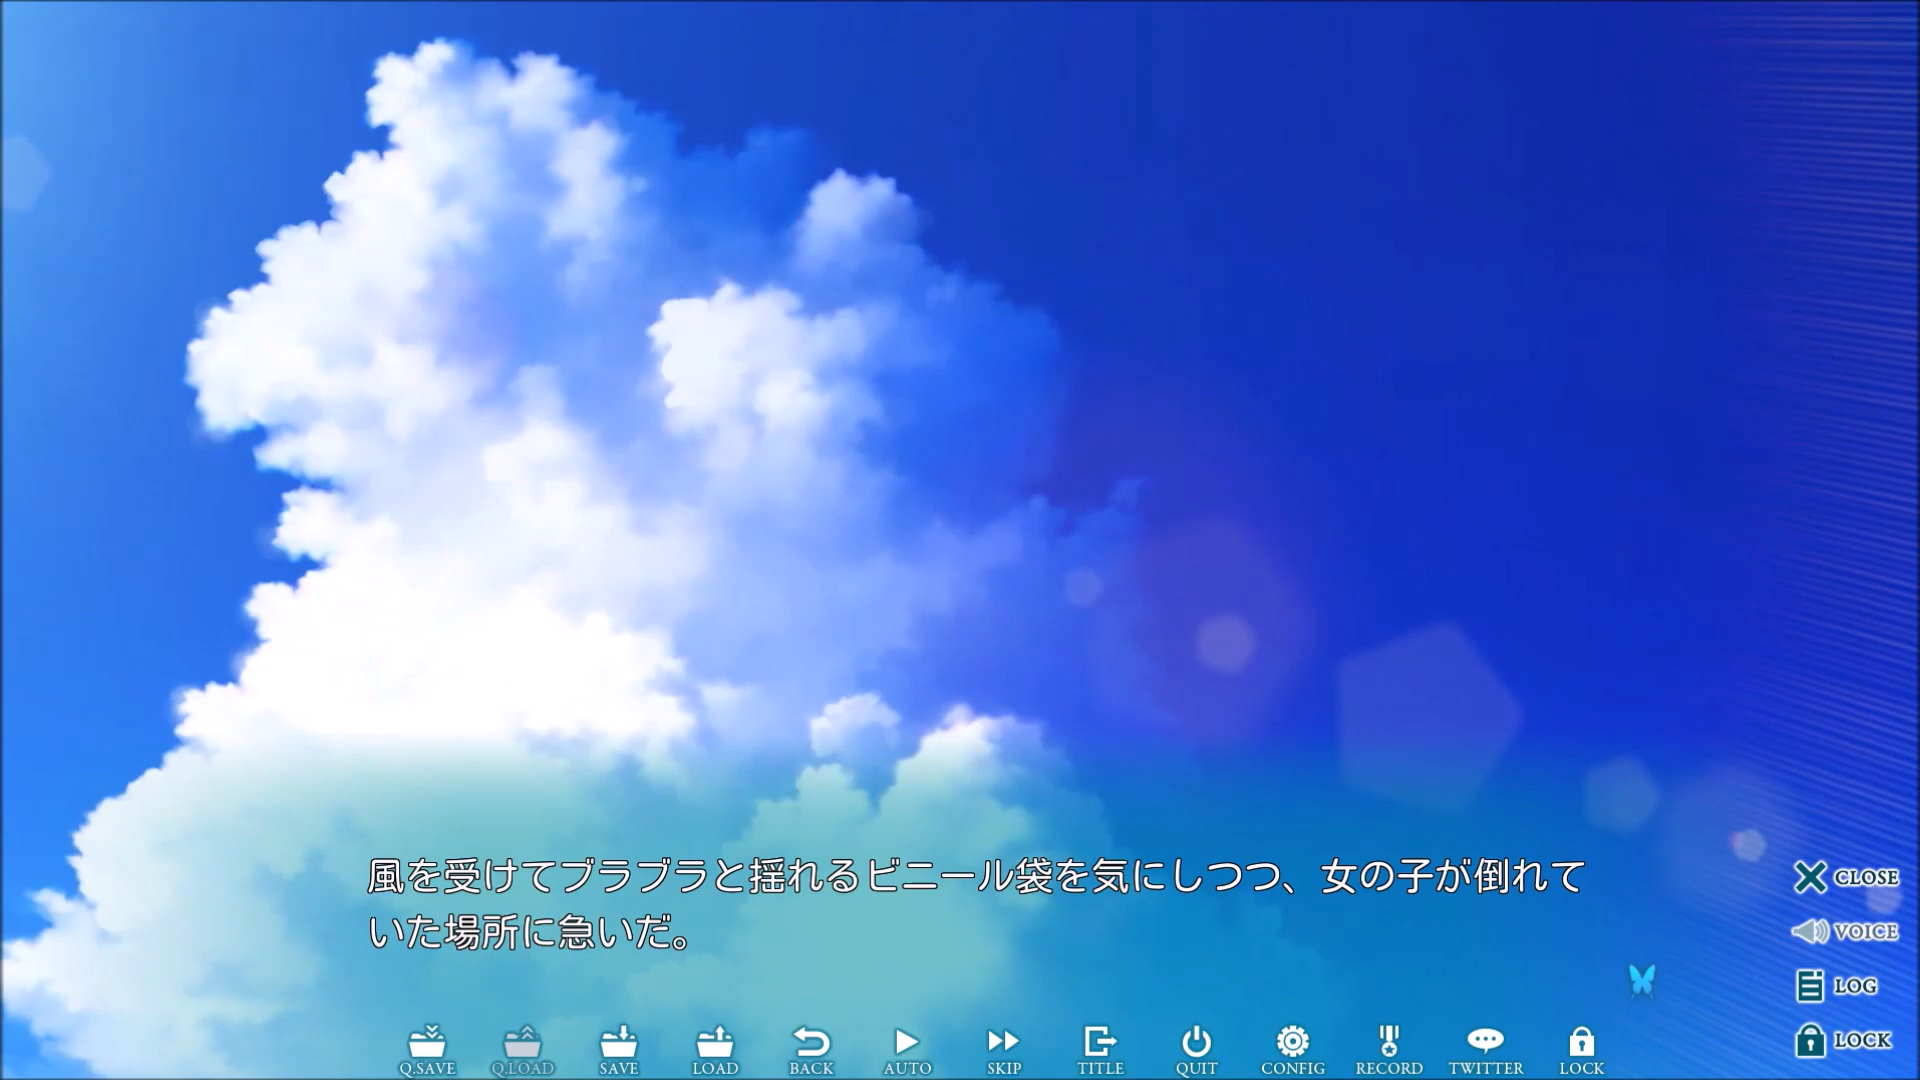 風を受けてブラブラと揺れるビニール袋を気にしつつ、女の子が倒れて
いた場所に急いだ。
CLOSE
VOICE
LOG
LOCK
Q.SAVE Q.LOAD SAVE LOAD BACK AUTO SKIP TITLE QUIT CONFIG RECORD TWITTER LOCK